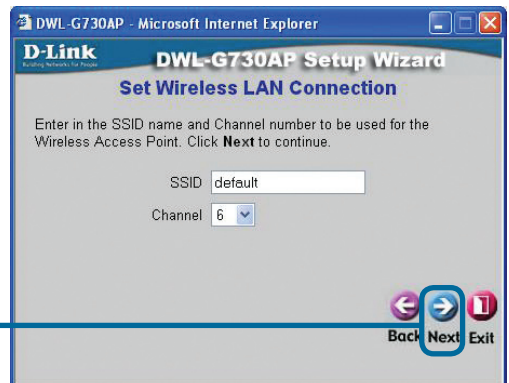 DWL-G730AP - Microsoft Internet Explorer
D-Link
Building Networks for People
DWL-G730AP Setup Wizard
Set Wireless LAN Connection
Enter in the SSID name and Channel number to be used for the
Wireless Access Point. Click Next to continue.
SSID default
Channel 6
Back Next Exit